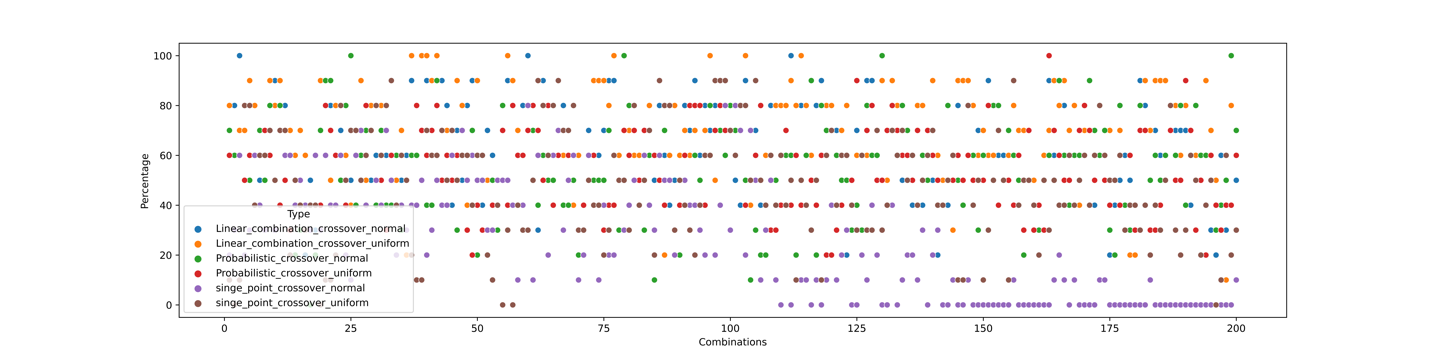 100
80
60
40
20
0
Percentage
Type
Linear_combination_crossover_normal
Linear_combination_crossover_uniform
Probabilistic_crossover_normal
Probabilistic_crossover_uniform
singe_point_crossover_normal
singe_point_crossover_uniform
0 25 50 75 100 125 150 175 200
Combinations